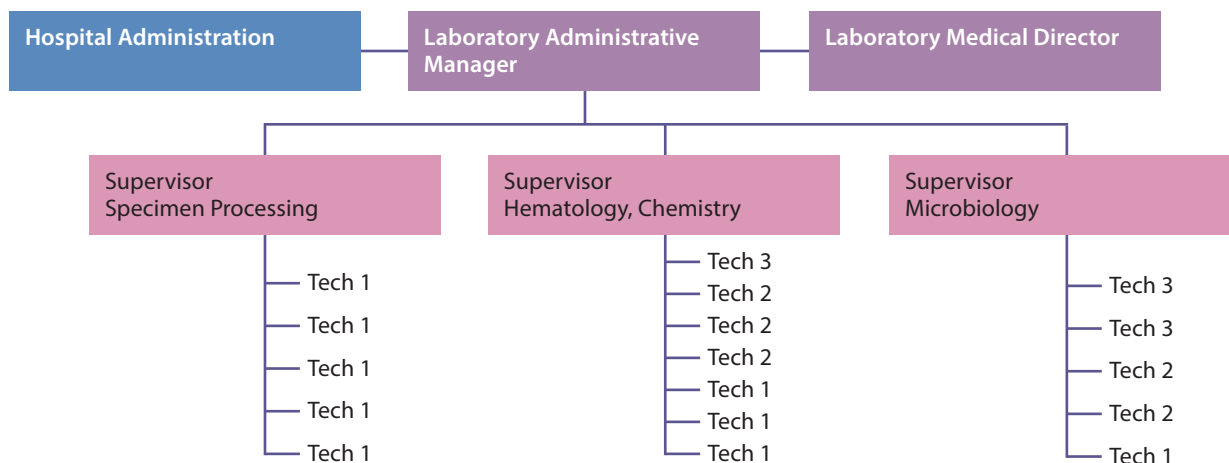 Hospital Administration
Laboratory Administrative
Manager
Laboratory Medical Director
Supervisor
Specimen Processing
Tech 1
Tech 1
Tech 1
Tech 1
Tech 1
Supervisor
Hematology, Chemistry
Tech 3
Tech 2
Tech 2
Tech 2
Tech 1
Tech 1
Tech 1
Supervisor
Microbiology
Tech 3
Tech 3
Tech 2
Tech 2
Tech 1